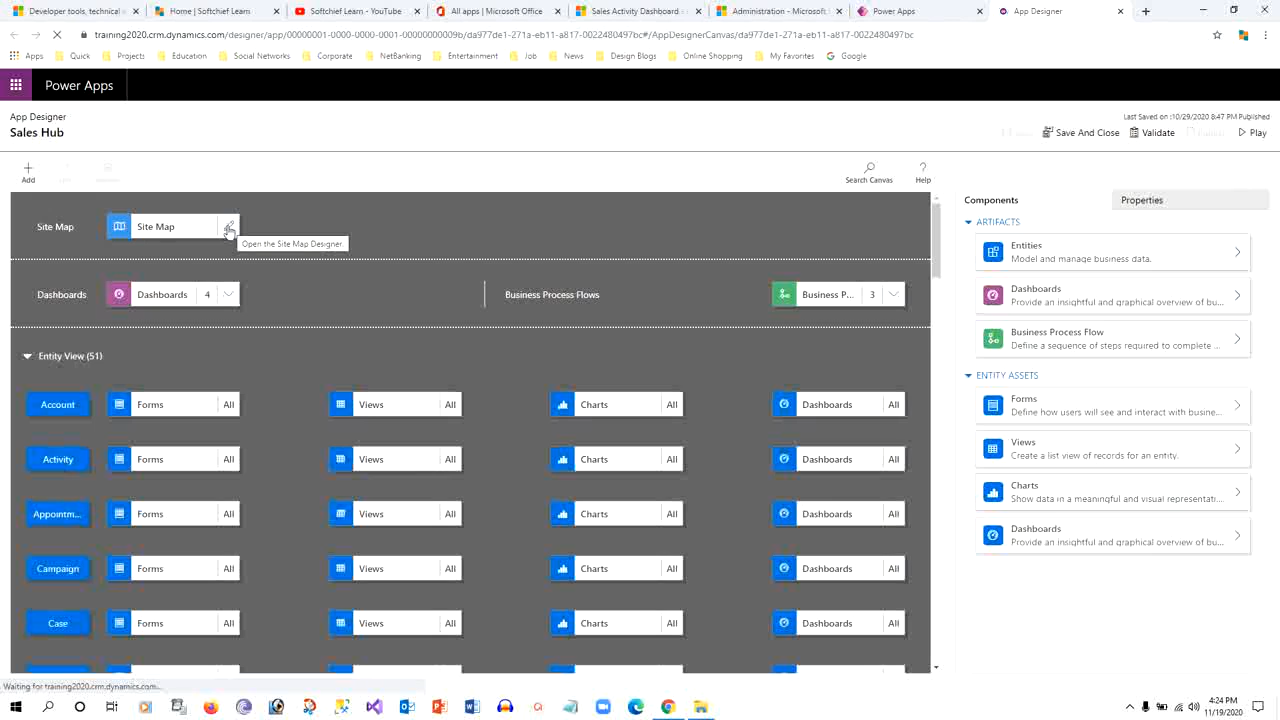 Developer tools, technical d
Home | Softchief Learn
Softchief Learn - YouTube
All apps | Microsoft Office
Sales Activity Dashboard
Administration - Microsoft
Power Apps
App Designer
training2020.crm.dynamics.com/designer/app/00000001-0000-0000-0001-00000000009b/da977de1-271a-eb11-a817-0022480497bc#/AppDesignerCanvas/da977de1-271a-eb11-a817-0022480497bc
Apps
Quick
Projects
Education
Social Networks
Corporate
NetBanking
Entertainment
Job
News
Design Blogs
Online Shopping
My Favorites
Google
Power Apps
App Designer
Sales Hub
Last Saved on :10/29/2020 8:47 PM Published
Save And Close
Validate
Play
Add
Search Canvas
Help
Site Map
Site Map
Open the Site Map Designer
Dashboards
Dashboards 4
Business Process Flows
Business P... 3
Entity View (51)
Account Forms All Views All Charts All Dashboards All
Activity Forms All Views All Charts All Dashboards All
Appointm... Forms All Views All Charts All Dashboards All
Campaign Forms All Views All Charts All Dashboards All
Case Forms All Views All Charts All Dashboards All
Components
Properties
ARTIFACTS
Entities
Model and manage business data.
Dashboards
Provide an insightful and graphical overview of bu...
Business Process Flow
Define a sequence of steps required to complete ...
ENTITY ASSETS
Forms
Define how users will see and interact with busine...
Views
Create a list view of records for an entity.
Charts
Show data in a meaningful and visual representati...
Dashboards
Provide an insightful and graphical overview of bu...
Waiting for training2020.crm.dynamics.com...
4:24 PM
11/19/2020